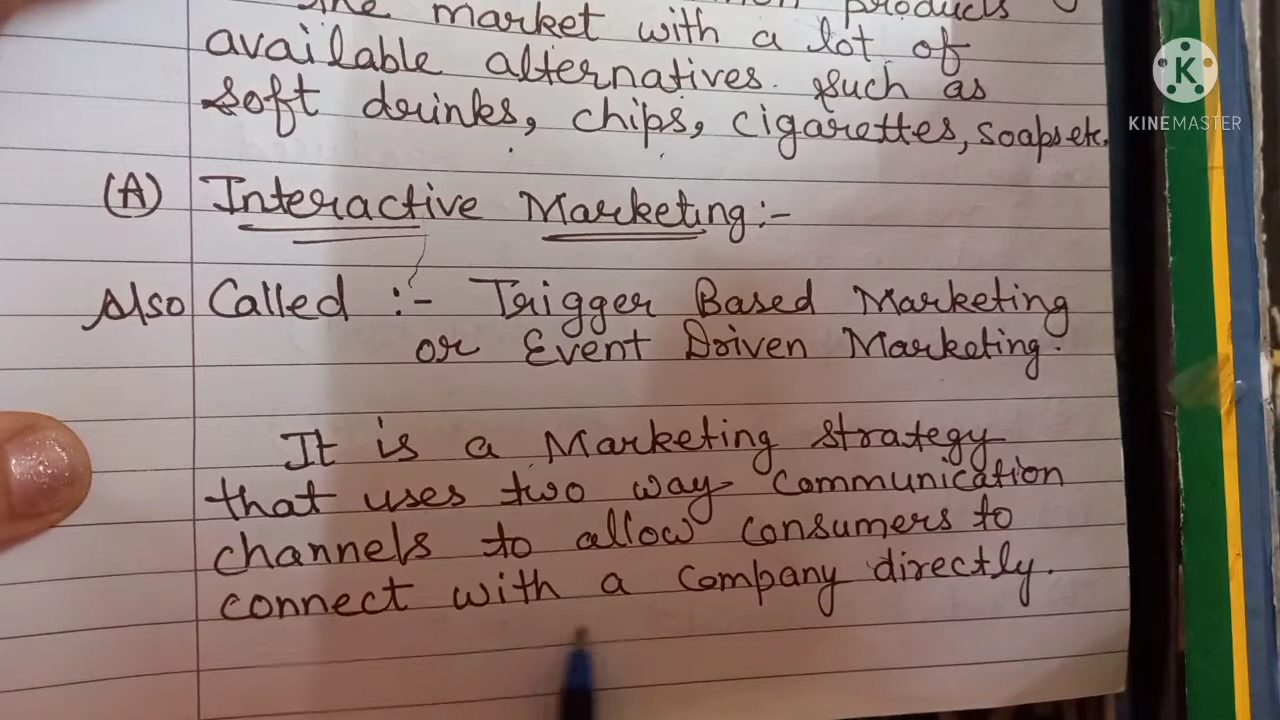 the market with a lot of products
available alternatives. such as
soft drinks, chips, cigarettes, soaps etc.
K
KINEMASTER
(A) Interactive Marketing:-
Also Called :- Trigger Based Marketing
or Event Driven Marketing.
It is a Marketing strategy
that uses two way communication
channels to allow consumers to
connect with a company directly.